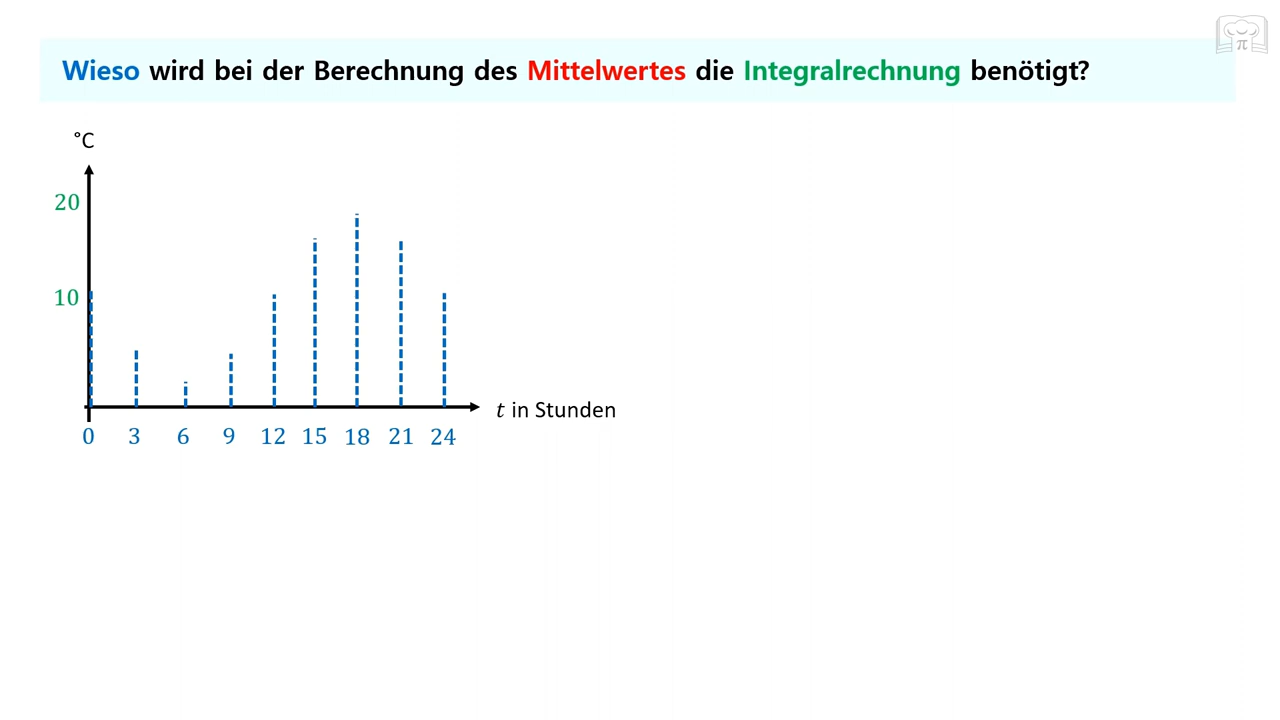 Wieso wird bei der Berechnung des Mittelwertes die Integralrechnung benötigt?
°C
20
10
t in Stunden
0 3 6 9 12 15 18 21 24
π